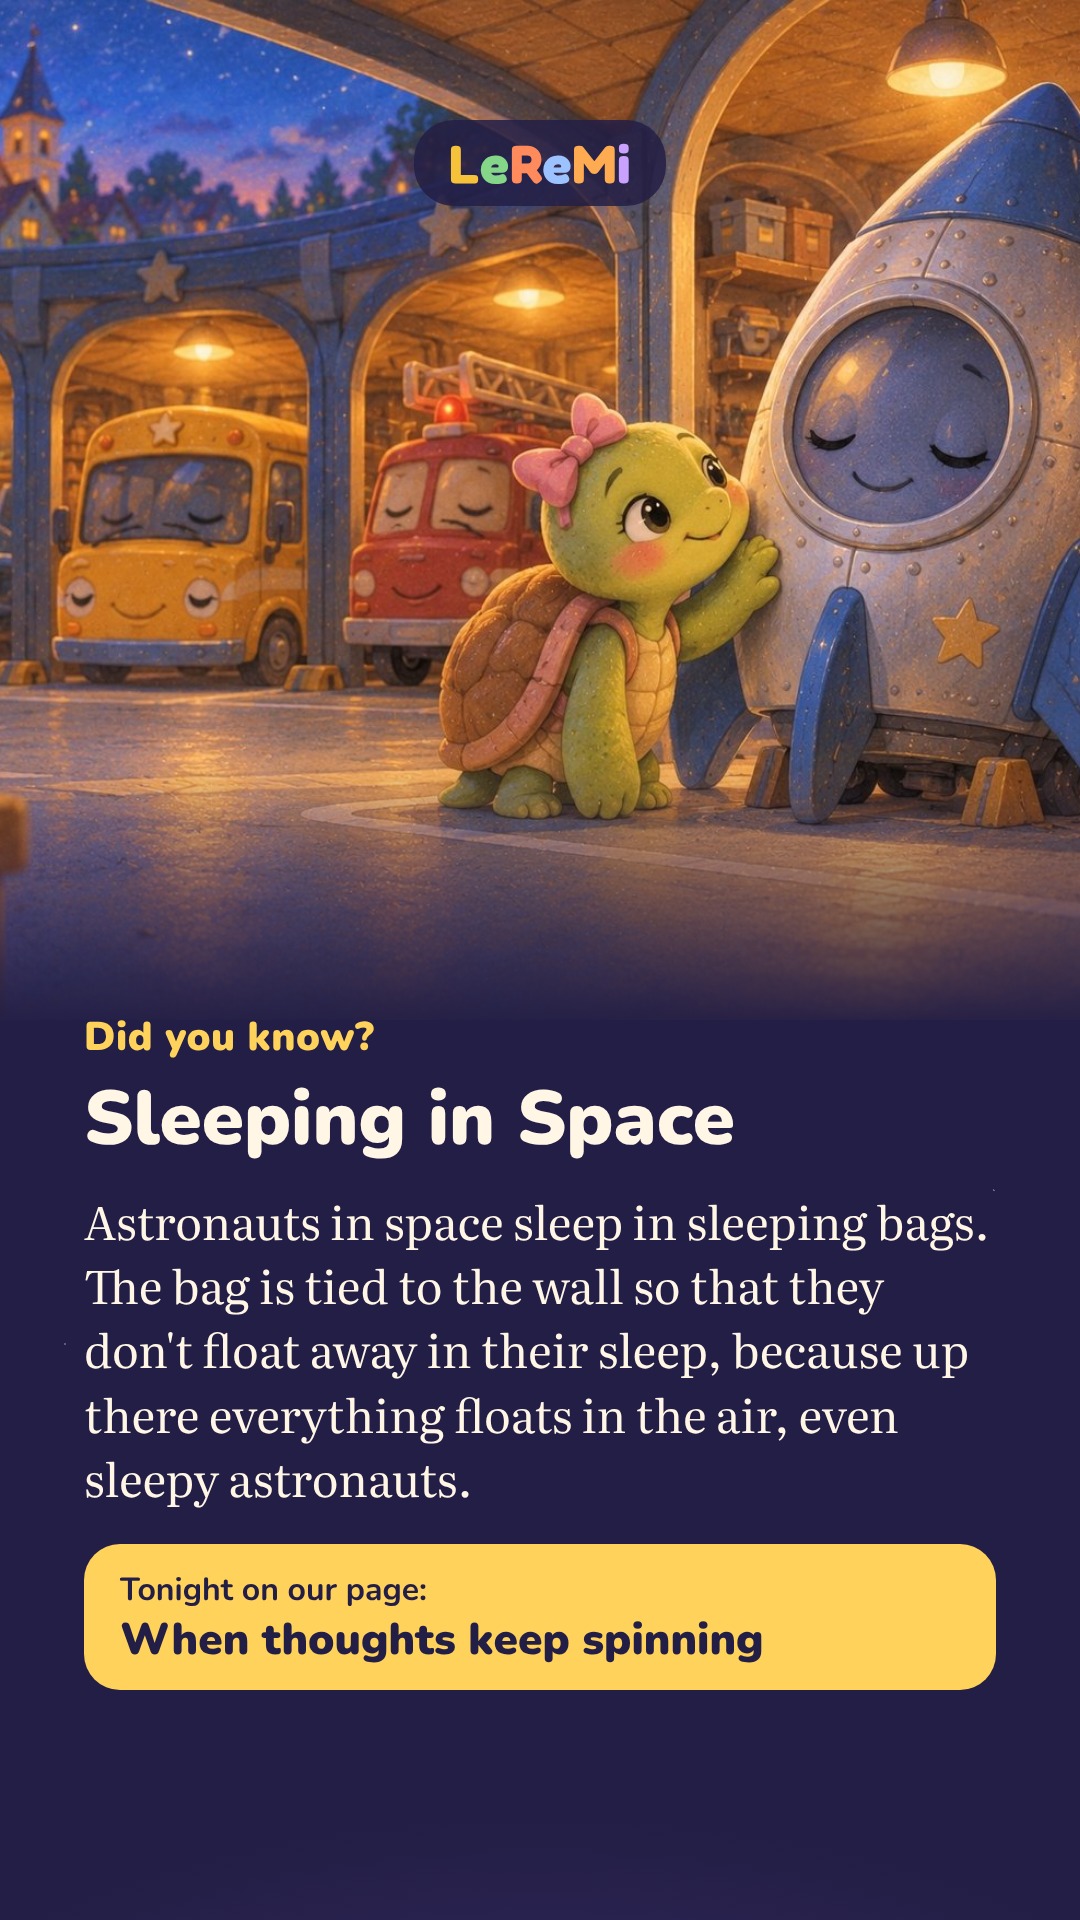 LeReMi
Did you know?
Sleeping in Space
Astronauts in space sleep in sleeping bags.
The bag is tied to the wall so that they
don't float away in their sleep, because up
there everything floats in the air, even
sleepy astronauts.
Tonight on our page:
When thoughts keep spinning